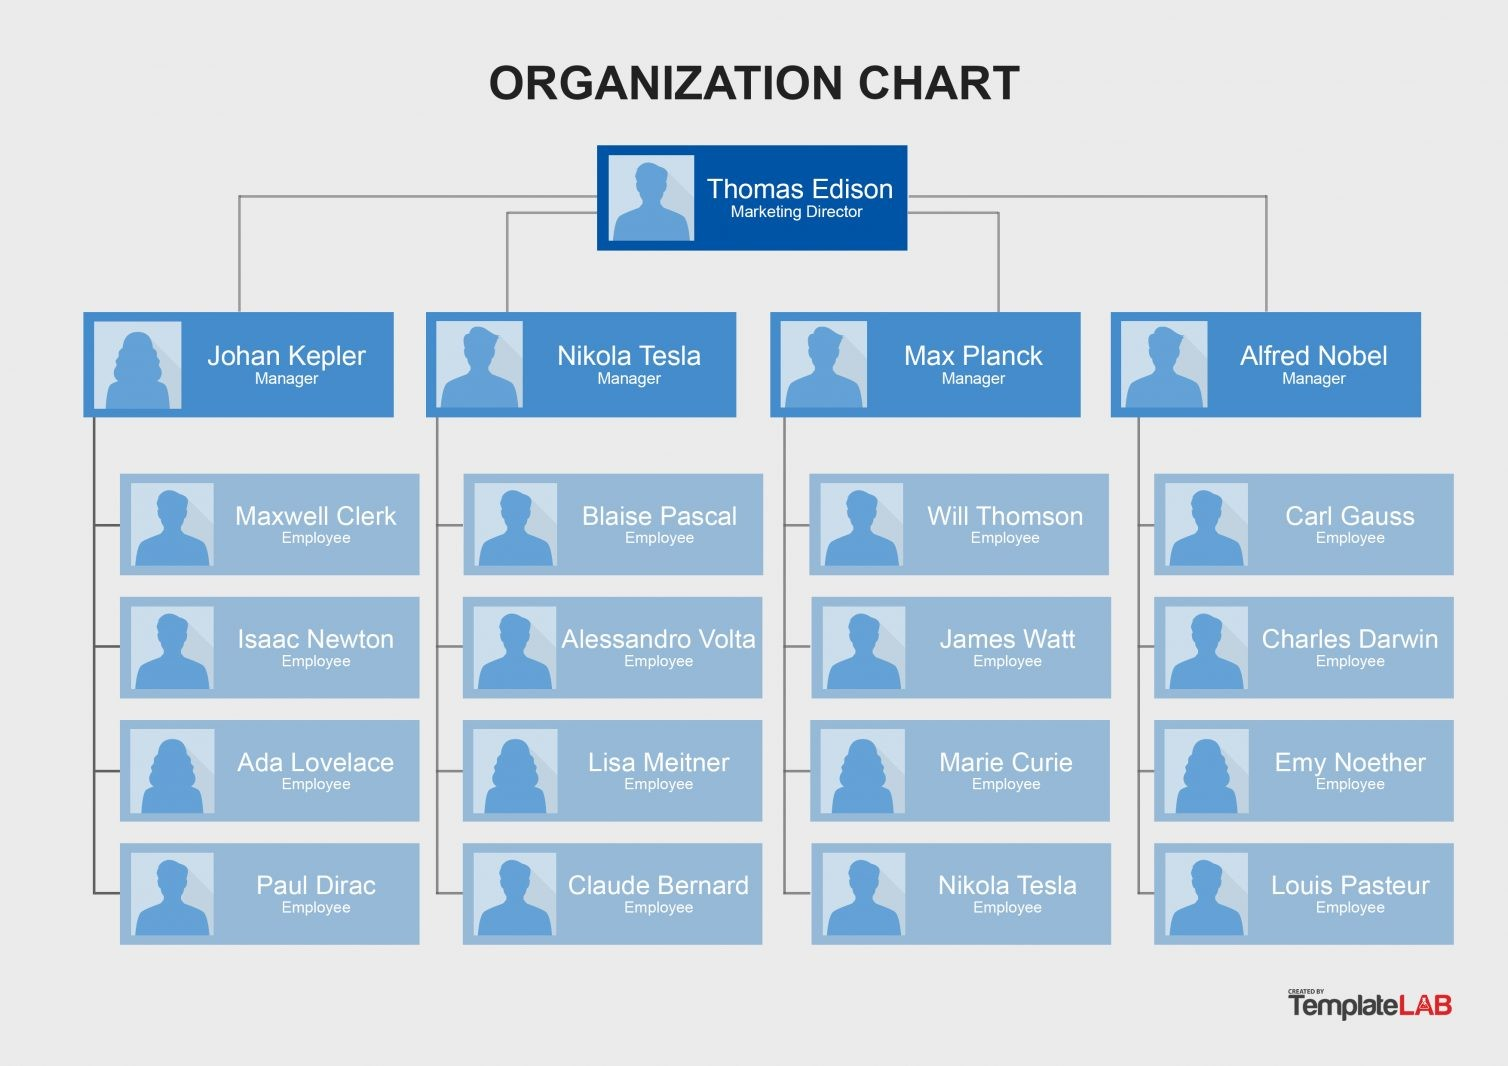 ORGANIZATION CHART
Thomas Edison
Marketing Director
Johan Kepler
Manager
Nikola Tesla
Manager
Max Planck
Manager
Alfred Nobel
Manager
Maxwell Clerk
Employee
Blaise Pascal
Employee
Will Thomson
Employee
Carl Gauss
Employee
Isaac Newton
Employee
Alessandro Volta
Employee
James Watt
Employee
Charles Darwin
Employee
Ada Lovelace
Employee
Lisa Meitner
Employee
Marie Curie
Employee
Emy Noether
Employee
Paul Dirac
Employee
Claude Bernard
Employee
Nikola Tesla
Employee
Louis Pasteur
Employee
CREATED BY
TemplateLAB